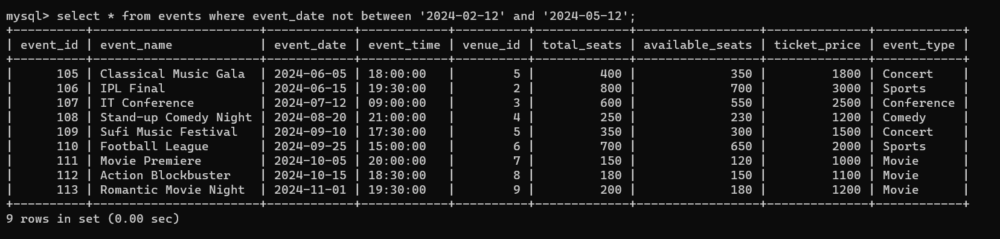 mysql> select * from events where event_date not between '2024-02-12' and '2024-05-12';
+----------+-----------------------+------------+------------+----------+-------------+-----------------+--------------+------------+
| event_id | event_name            | event_date | event_time | venue_id | total_seats | available_seats | ticket_price | event_type |
+----------+-----------------------+------------+------------+----------+-------------+-----------------+--------------+------------+
|      105 | Classical Music Gala  | 2024-06-05 | 18:00:00   |        5 |         400 |             350 |         1800 | Concert    |
|      106 | IPL Final             | 2024-06-15 | 19:30:00   |        2 |         800 |             700 |         3000 | Sports     |
|      107 | IT Conference         | 2024-07-12 | 09:00:00   |        3 |         600 |             550 |         2500 | Conference |
|      108 | Stand-up Comedy Night | 2024-08-20 | 21:00:00   |        4 |         250 |             230 |         1200 | Comedy     |
|      109 | Sufi Music Festival   | 2024-09-10 | 17:30:00   |        5 |         350 |             300 |         1500 | Concert    |
|      110 | Football League       | 2024-09-25 | 15:00:00   |        6 |         700 |             650 |         2000 | Sports     |
|      111 | Movie Premiere        | 2024-10-05 | 20:00:00   |        7 |         150 |             120 |         1000 | Movie      |
|      112 | Action Blockbuster    | 2024-10-15 | 18:30:00   |        8 |         180 |             150 |         1100 | Movie      |
|      113 | Romantic Movie Night  | 2024-11-01 | 19:30:00   |        9 |         200 |             180 |         1200 | Movie      |
+----------+-----------------------+------------+------------+----------+-------------+-----------------+--------------+------------+
9 rows in set (0.00 sec)